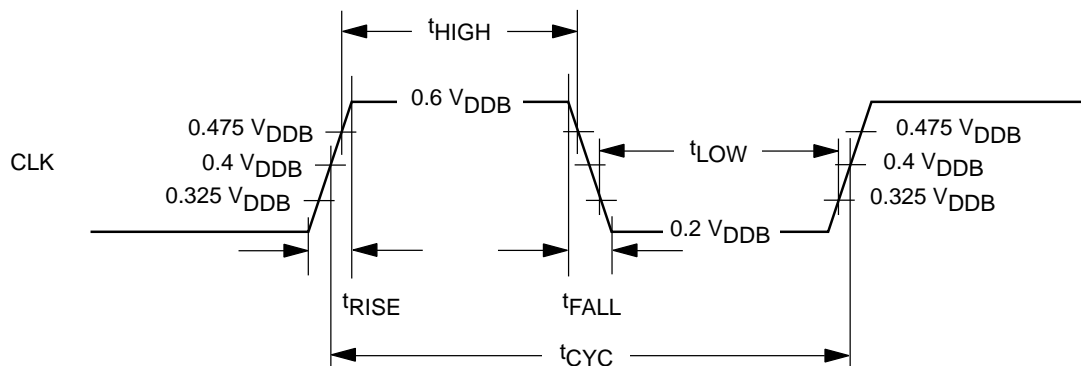 tHIGH
0.6 VDDB
0.475 VDDB
0.475 VDDB
tLOW
CLK
0.4 VDDB
0.4 VDDB
0.325 VDDB
0.325 VDDB
0.2 VDDB
tRISE
tFALL
tCYC